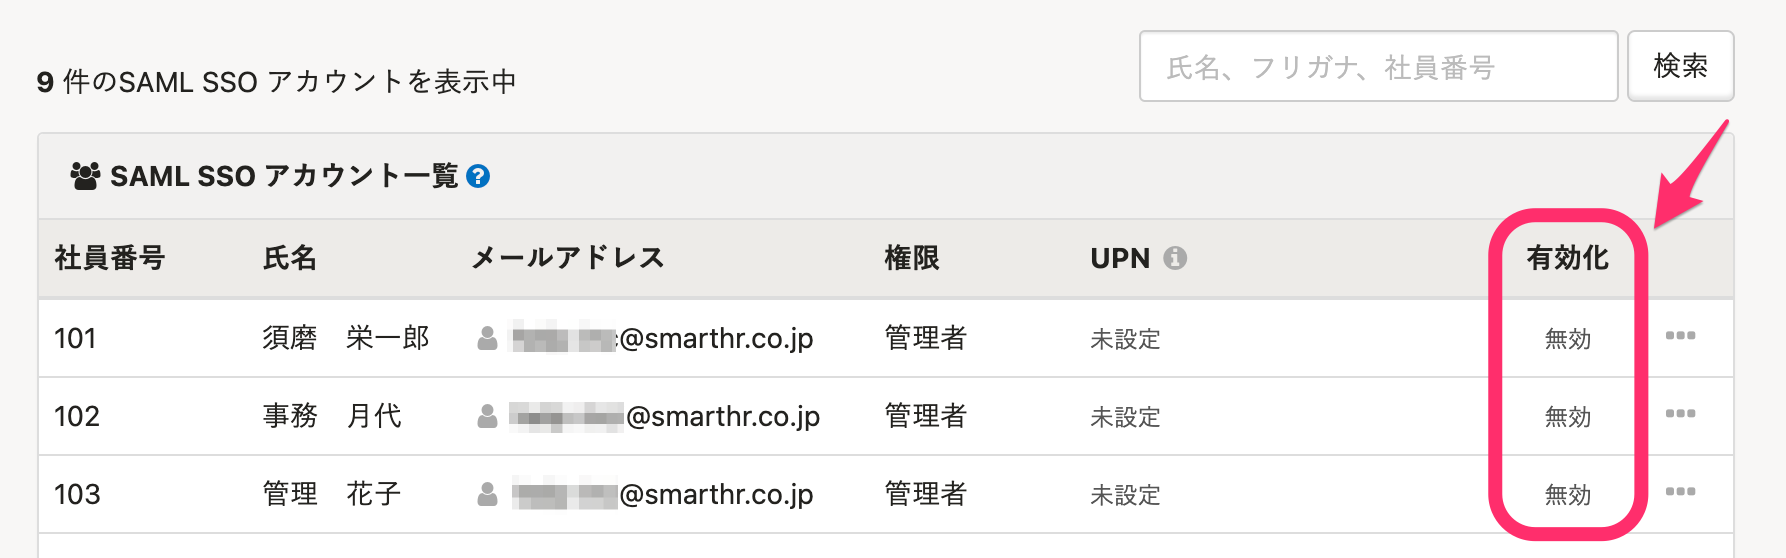 氏名、フリガナ、社員番号 検索
9 件のSAML SSO アカウントを表示中
SAML SSO アカウント一覧
社員番号 氏名 メールアドレス 権限 UPN 有効化
101 須磨 栄一郎 @smarthr.co.jp 管理者 未設定 無効
102 事務 月代 @smarthr.co.jp 管理者 未設定 無効
103 管理 花子 @smarthr.co.jp 管理者 未設定 無効